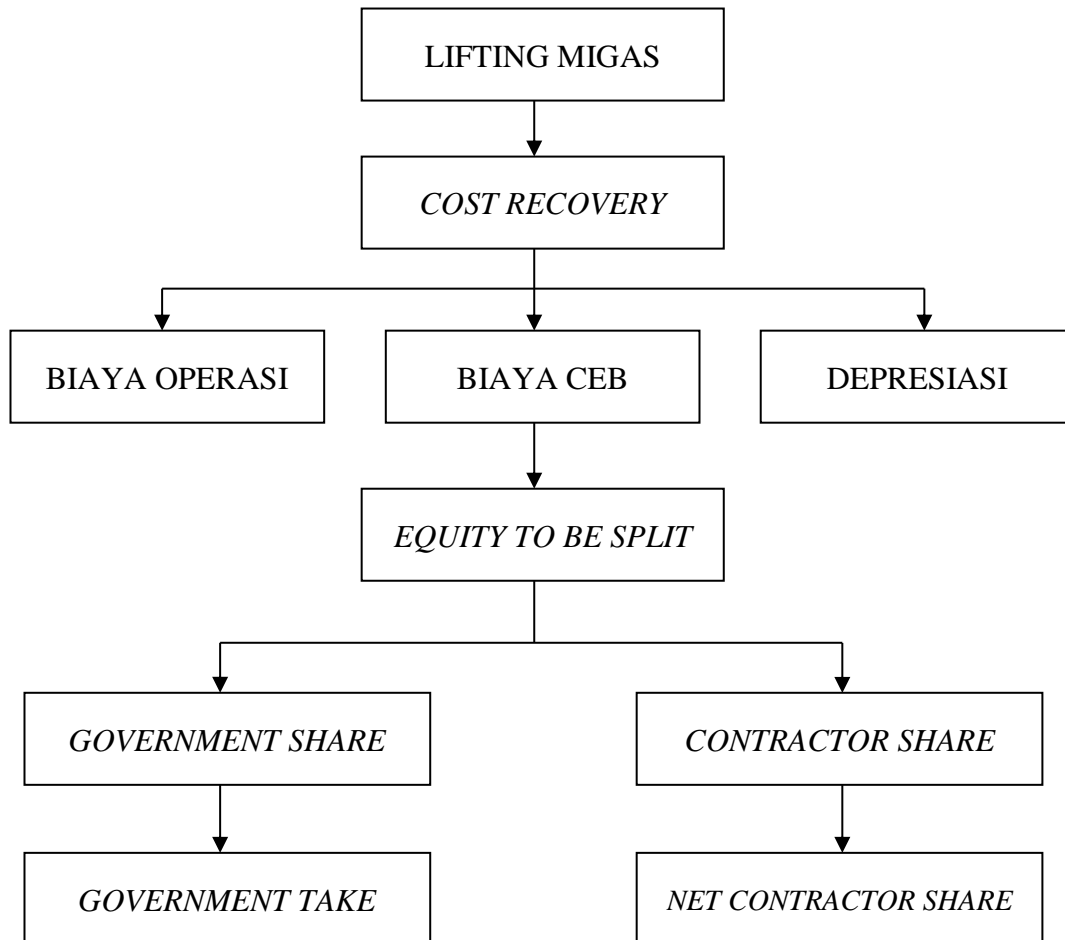 LIFTING MIGAS
COST RECOVERY
BIAYA OPERASI
BIAYA CEB
DEPRESIASI
EQUITY TO BE SPLIT
GOVERNMENT SHARE
CONTRACTOR SHARE
GOVERNMENT TAKE
NET CONTRACTOR SHARE